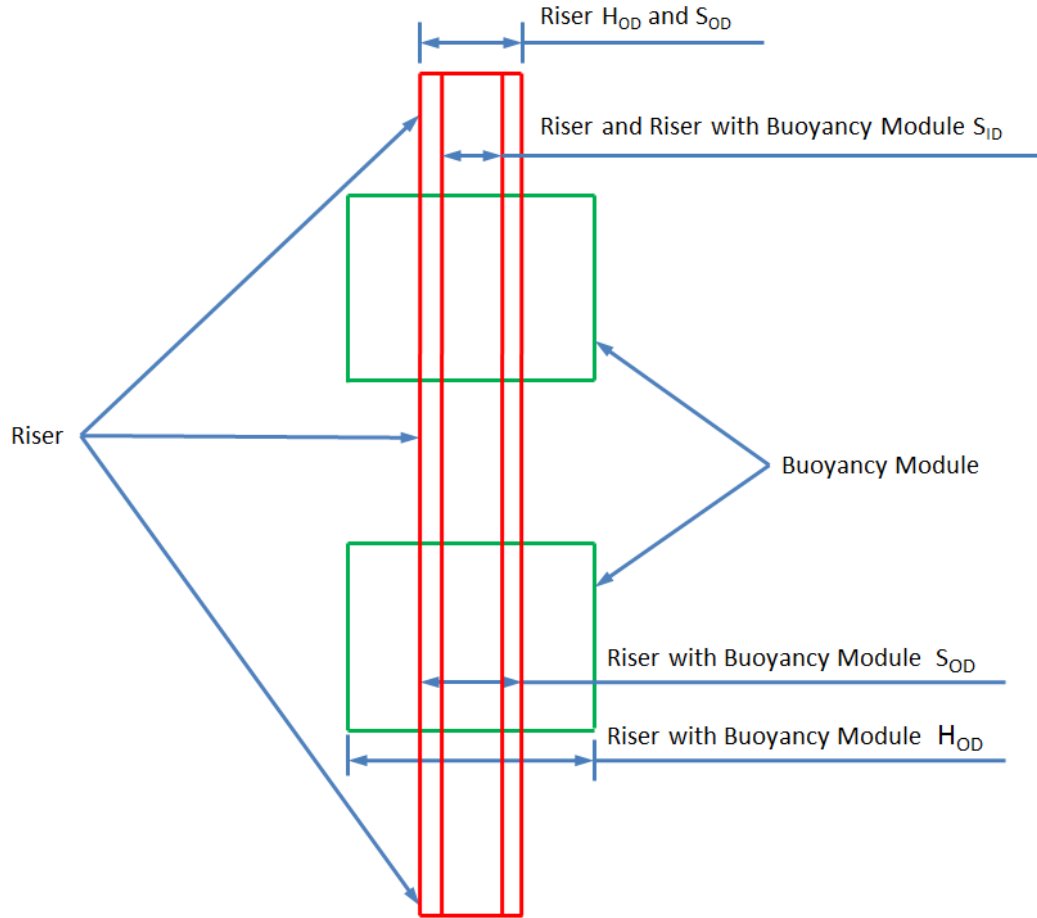 Riser HOD and SOD
Riser and Riser with Buoyancy Module SID
Riser
Buoyancy Module
Riser with Buoyancy Module SOD
Riser with Buoyancy Module HOD